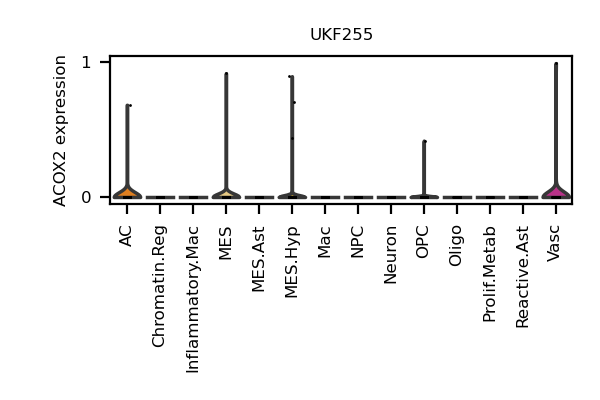 UKF255
ACOX2 expression
1
0
AC
Chromatin.Reg
Inflammatory.Mac
MES
MES.Ast
MES.Hyp
Mac
NPC
Neuron
OPC
Oligo
Prolif.Metab
Reactive.Ast
Vasc